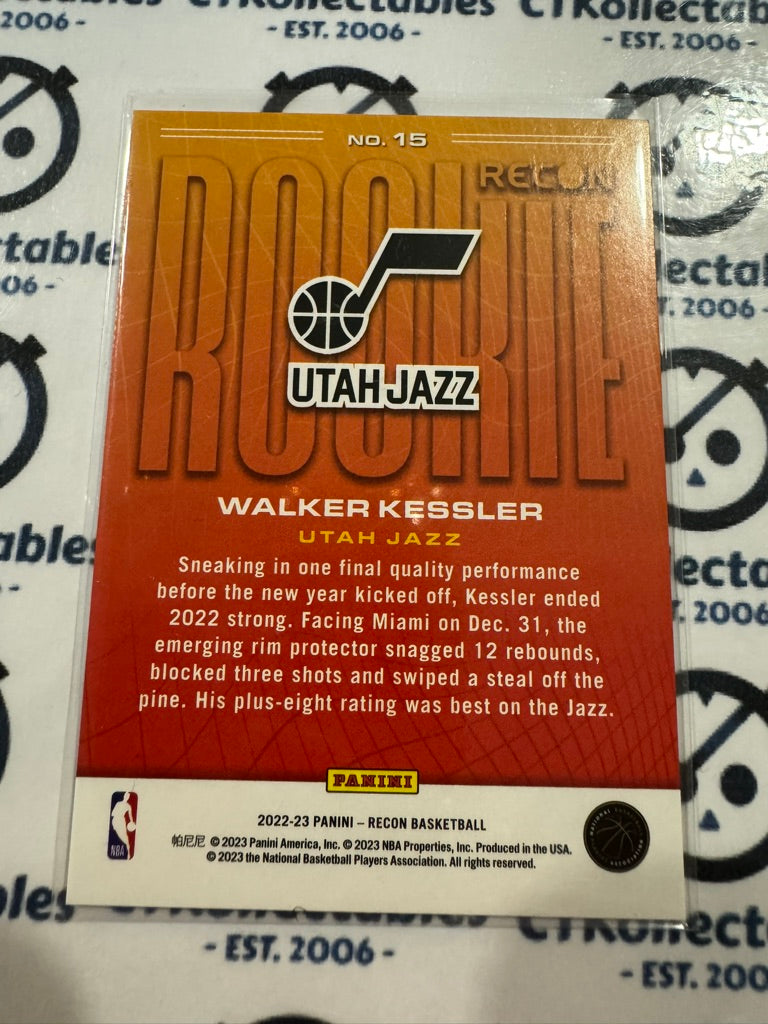 CTKollectables
- EST. 2006 -
- EST. 2006 -
NO. 15
RECON
ROOKIE
UTAH JAZZ
WALKER KESSLER
UTAH JAZZ
Sneaking in one final quality performance
before the new year kicked off, Kessler ended
2022 strong. Facing Miami on Dec. 31, the
emerging rim protector snagged 12 rebounds,
blocked three shots and swiped a steal off the
pine. His plus-eight rating was best on the Jazz.
PANINI
2022-23 PANINI – RECON BASKETBALL
帕尼尼 © 2023 Panini America, Inc. © 2023 NBA Properties, Inc. Produced in the USA.
© 2023 the National Basketball Players Association. All rights reserved.
NBA
- EST. 2006 -